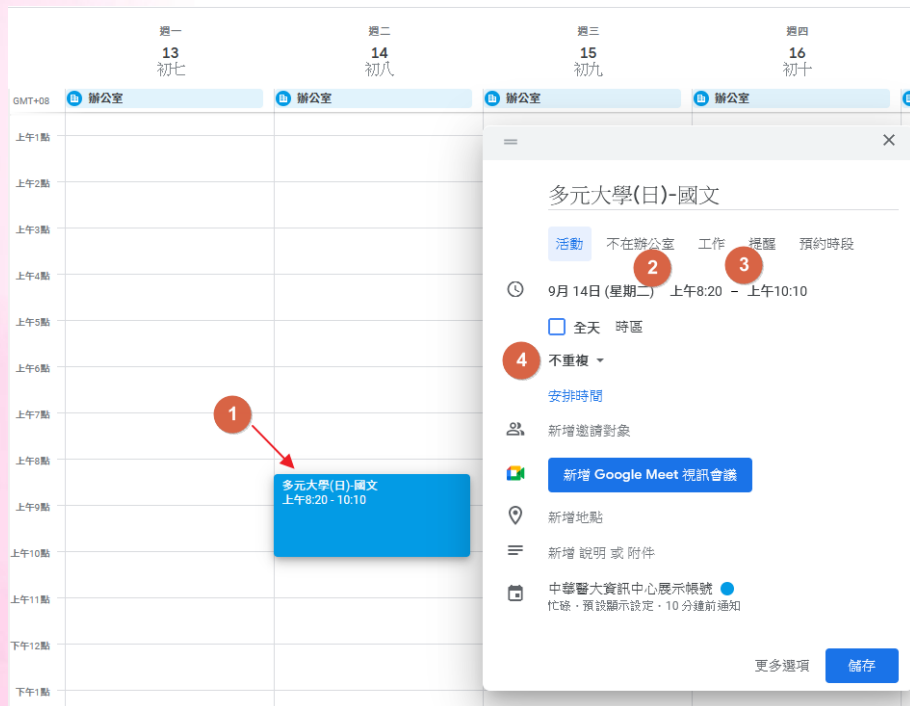 週一 週二 週三 週四
13 14 15 16
初七 初八 初九 初十
GMT+08 辦公室 辦公室 辦公室 辦公室
上午1點
上午2點
上午3點
上午4點
上午5點
上午6點
上午7點
上午8點
上午9點
上午10點
上午11點
下午12點
下午1點
1
多元大學(日)-國文
上午8:20 - 10:10
多元大學(日)-國文
活動 不在辦公室 工作 提醒 預約時段
2 3
9月 14日 (星期二) 上午8:20 – 上午10:10
全天 時區
4 不重複
安排時間
新增邀請對象
新增 Google Meet 視訊會議
新增地點
新增 說明 或 附件
中華醫大資訊中心展示帳號
忙碌・預設顯示設定・10 分鐘前通知
更多選項 儲存